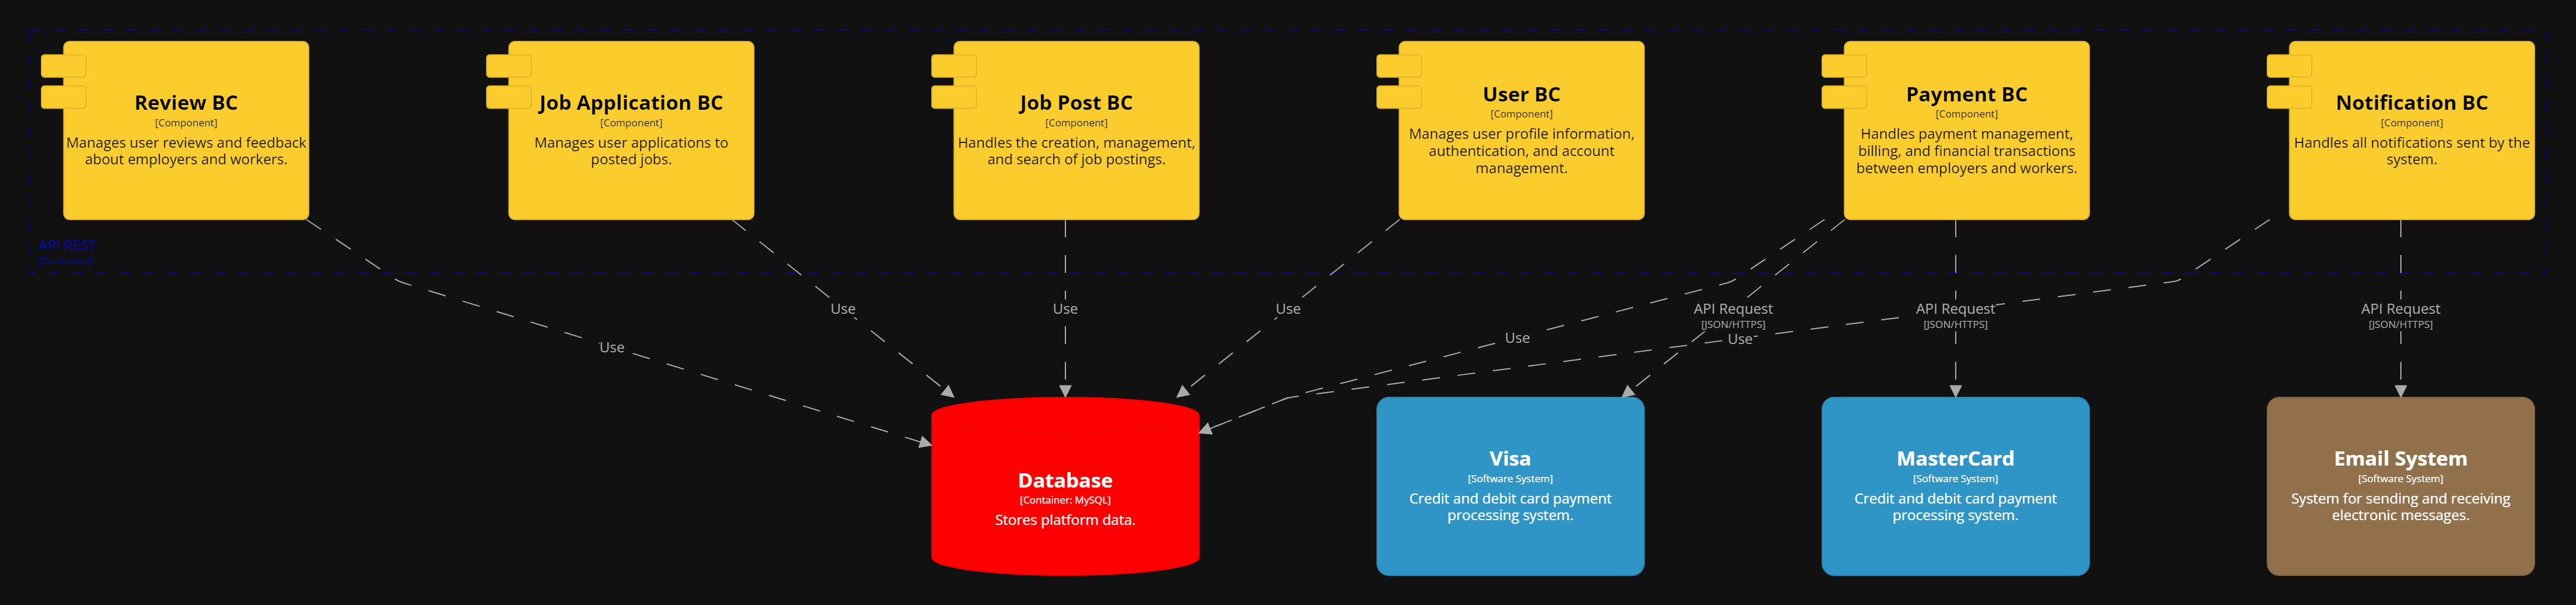 Review BC
[Component]
Manages user reviews and feedback
about employers and workers.
Job Application BC
[Component]
Manages user applications to
posted jobs.
Job Post BC
[Component]
Handles the creation, management,
and search of job postings.
User BC
[Component]
Manages user profile information,
authentication, and account
management.
Payment BC
[Component]
Handles payment management,
billing, and financial transactions
between employers and workers.
Notification BC
[Component]
Handles all notifications sent by the
system.
API REST
[Container]
Use
Use
Use
Use
Use
API Request
[JSON/HTTPS]
Use
API Request
[JSON/HTTPS]
API Request
[JSON/HTTPS]
Database
[Container: MySQL]
Stores platform data.
Visa
[Software System]
Credit and debit card payment
processing system.
MasterCard
[Software System]
Credit and debit card payment
processing system.
Email System
[Software System]
System for sending and receiving
electronic messages.